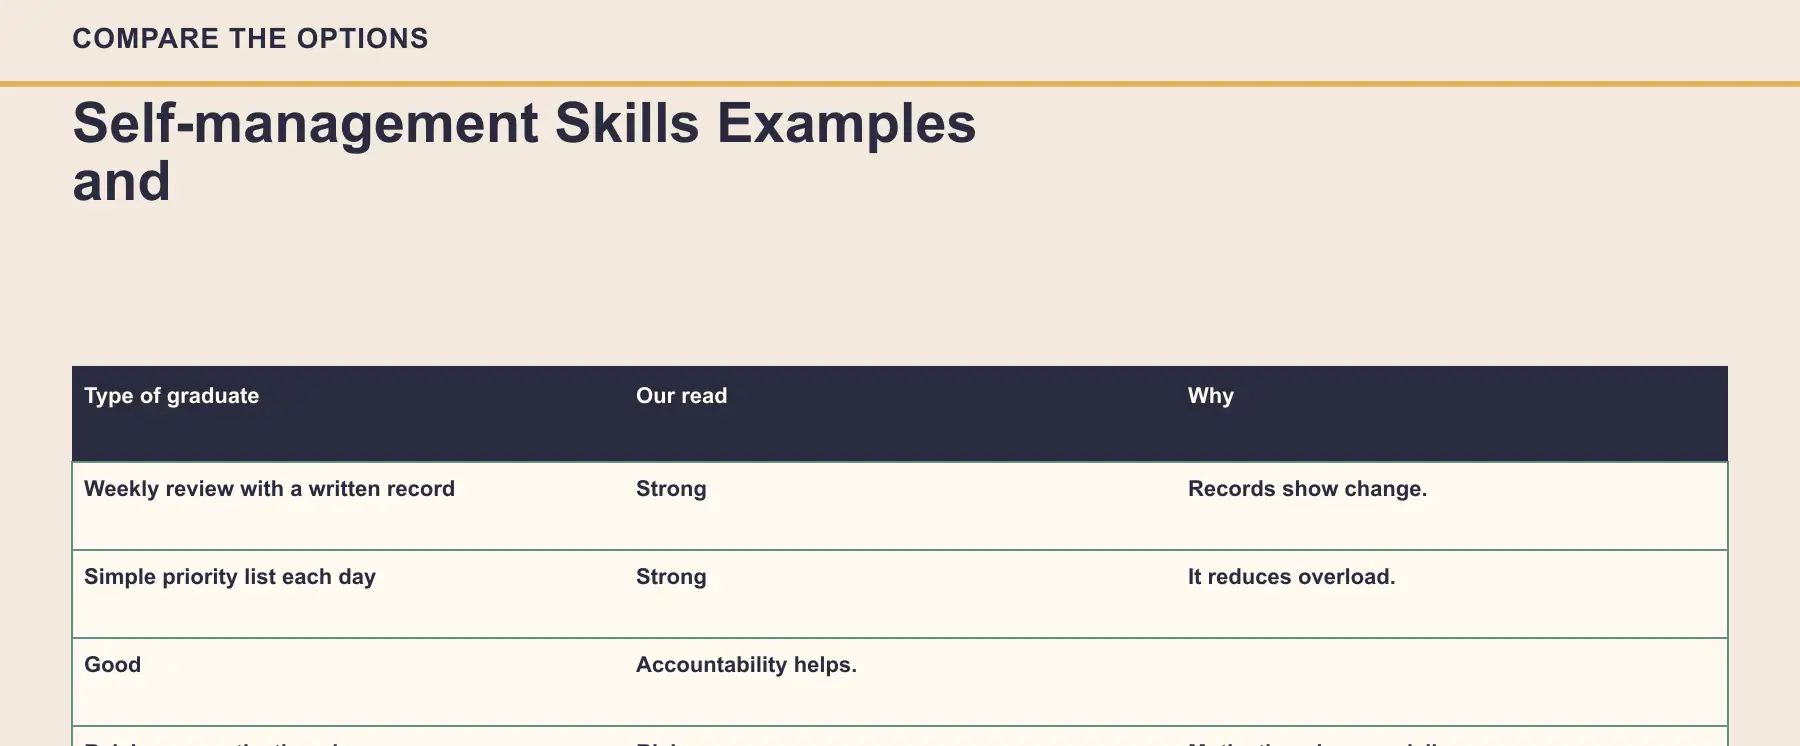 COMPARE THE OPTIONS
Self-management Skills Examples
and
Type of graduate Our read Why
Weekly review with a written record Strong Records show change.
Simple priority list each day Strong It reduces overload.
Good Accountability helps.